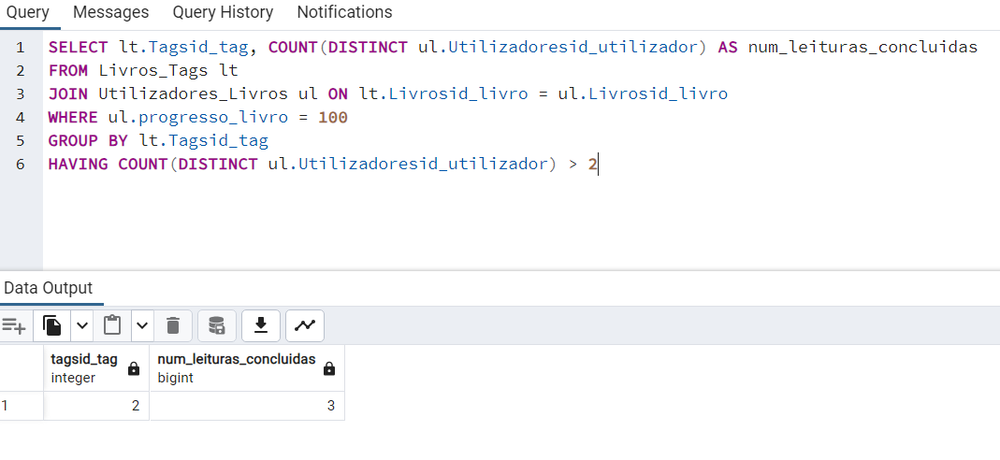 Query Messages Query History Notifications
1 SELECT lt.Tagsid_tag, COUNT(DISTINCT ul.Utilizadoresid_utilizador) AS num_leituras_concluidas
2 FROM Livros_Tags lt
3 JOIN Utilizadores_Livros ul ON lt.Livrosid_livro = ul.Livrosid_livro
4 WHERE ul.progresso_livro = 100
5 GROUP BY lt.Tagsid_tag
6 HAVING COUNT(DISTINCT ul.Utilizadoresid_utilizador) > 2
Data Output
tagsid_tag num_leituras_concluidas
integer bigint
1 2 3